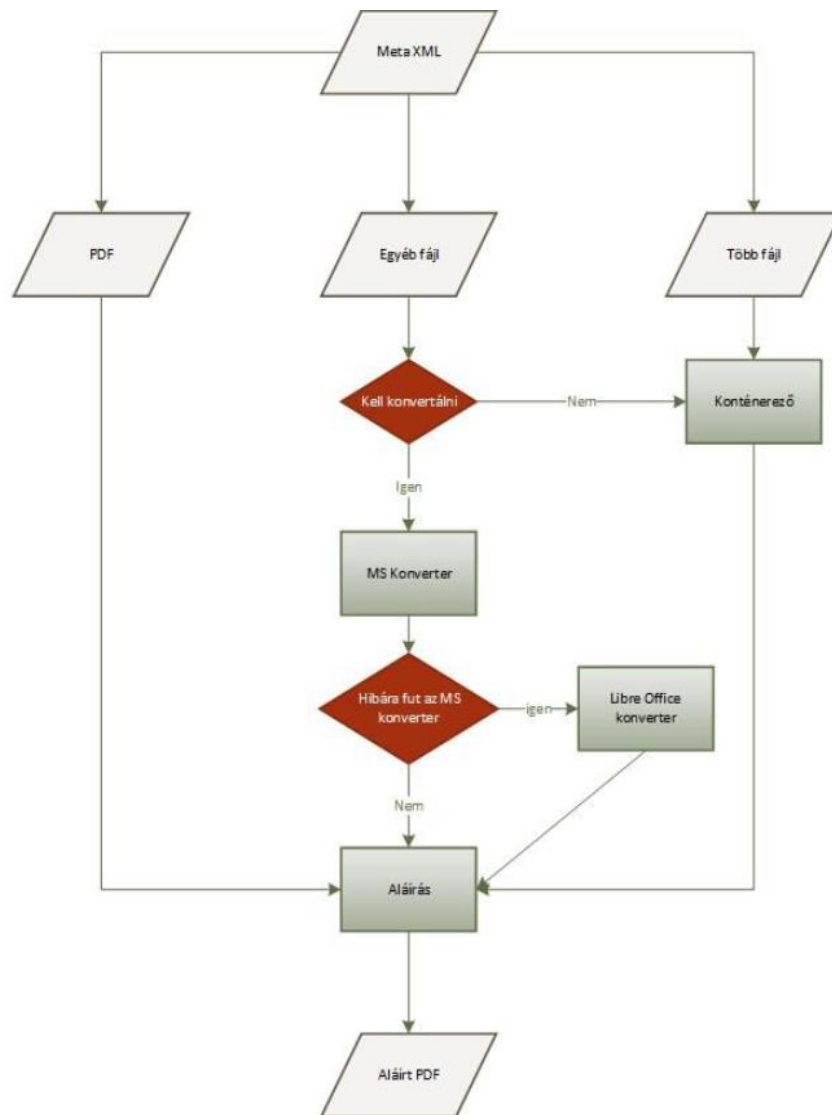 Meta XML
PDF
Egyéb fájl
Több fájl
Kell konvertálni
Nem
Konténerező
Igen
MS Konverter
Hibára fut az MS
konverter
igen
Libre Office
konverter
Nem
Aláírás
Aláírt PDF